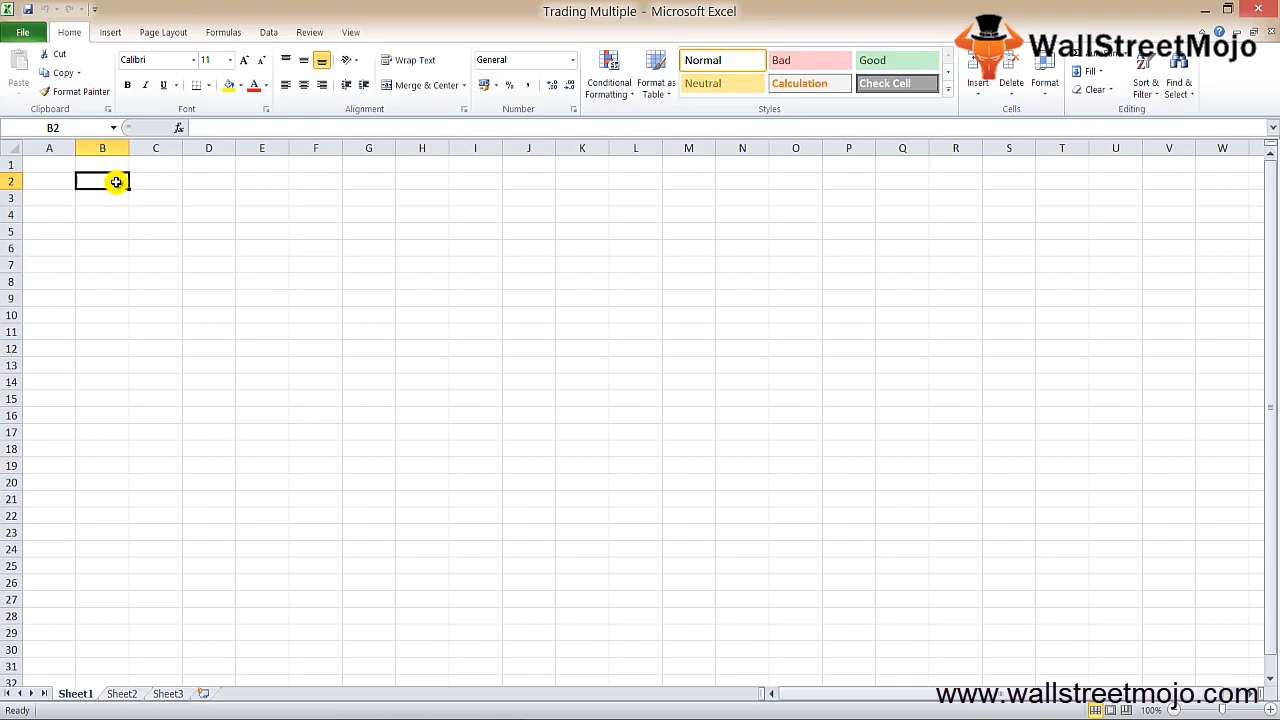 Trading Multiple - Microsoft Excel
File Home Insert Page Layout Formulas Data Review View
WallStreetMojo
Paste
Cut
Copy
Format Painter
Clipboard
Calibri 11
B I U
A A A
Font
Wrap Text
Merge & Center
Alignment
General
% ,
Number
Conditional Formatting
Format as Table
Normal Bad Good
Neutral Calculation Check Cell
Styles
Insert Delete Format
Cells
Fill
Clear
Sort & Filter
Find & Select
Editing
B2 fx
A B C D E F G H I J K L M N O P Q R S T U V W
1
2
3
4
5
6
7
8
9
10
11
12
13
14
15
16
17
18
19
20
21
22
23
24
25
26
27
28
29
30
31
32
Sheet1 Sheet2 Sheet3
www.wallstreetmojo.com
Ready 100%